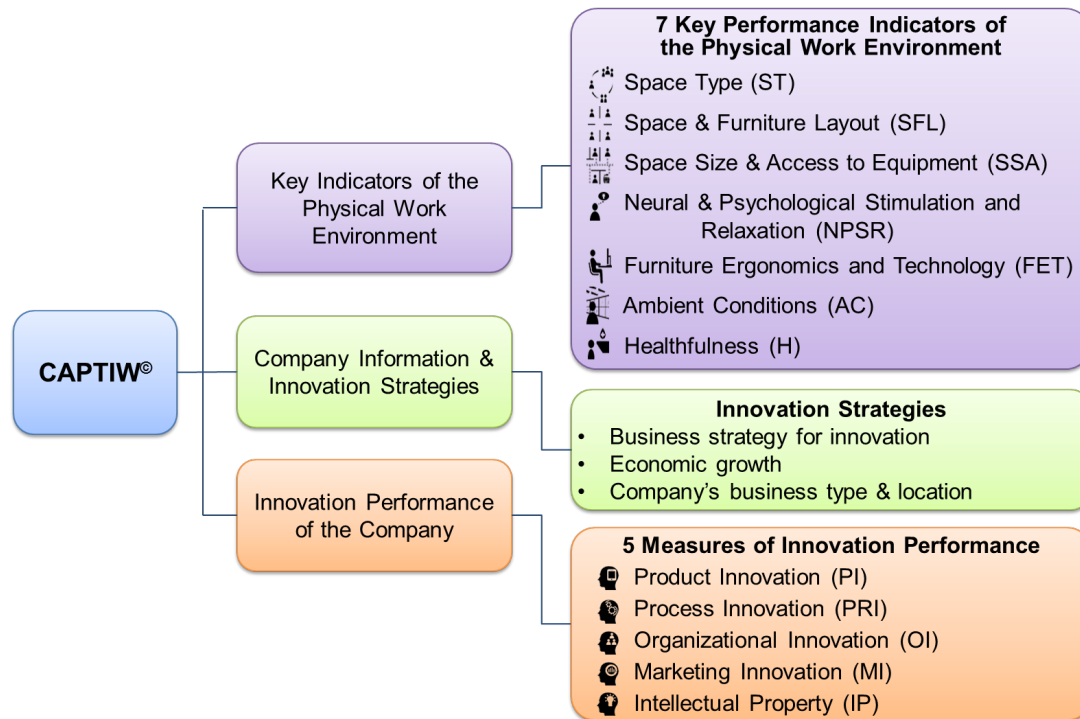 CAPTIW©
Key Indicators of the
Physical Work
Environment
Company Information &
Innovation Strategies
Innovation Performance
of the Company
7 Key Performance Indicators of
the Physical Work Environment
Space Type (ST)
Space & Furniture Layout (SFL)
Space Size & Access to Equipment (SSA)
Neural & Psychological Stimulation and
Relaxation (NPSR)
Furniture Ergonomics and Technology (FET)
Ambient Conditions (AC)
Healthfulness (H)
Innovation Strategies
• Business strategy for innovation
• Economic growth
• Company’s business type & location
5 Measures of Innovation Performance
Product Innovation (PI)
Process Innovation (PRI)
Organizational Innovation (OI)
Marketing Innovation (MI)
Intellectual Property (IP)